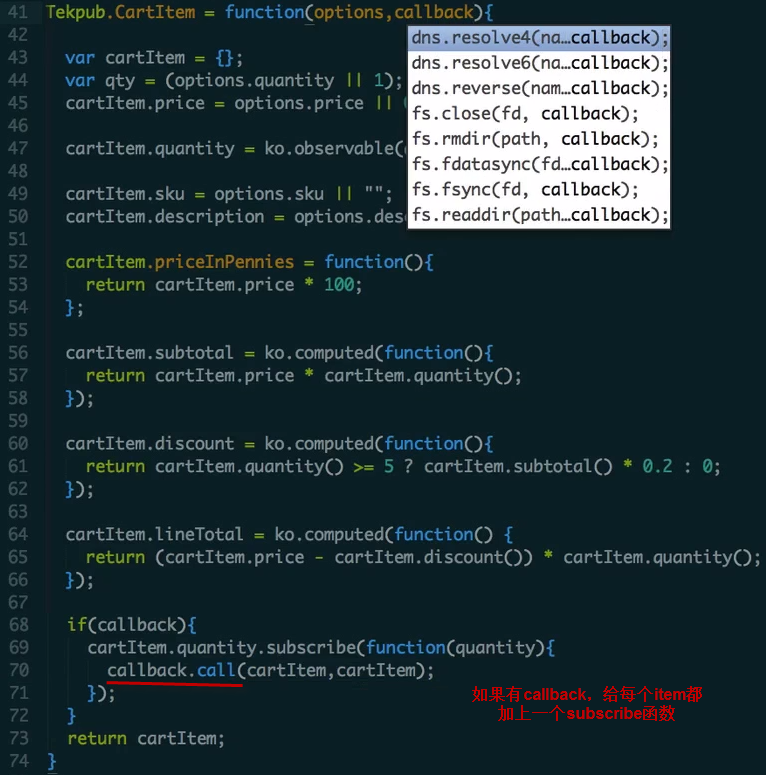 41 Tekpub.CartItem = function(options,callback){
42
43 var cartItem = {};
44 var qty = (options.quantity || 1);
45 cartItem.price = options.price ||
46
47 cartItem.quantity = ko.observable(
48
49 cartItem.sku = options.sku || "";
50 cartItem.description = options.des
51
52 cartItem.priceInPennies = function(){
53 return cartItem.price * 100;
54 };
55
56 cartItem.subtotal = ko.computed(function(){
57 return cartItem.price * cartItem.quantity();
58 });
59
60 cartItem.discount = ko.computed(function(){
61 return cartItem.quantity() >= 5 ? cartItem.subtotal() * 0.2 : 0;
62 });
63
64 cartItem.lineTotal = ko.computed(function() {
65 return (cartItem.price - cartItem.discount()) * cartItem.quantity();
66 });
67
68 if(callback){
69 cartItem.quantity.subscribe(function(quantity){
70 callback.call(cartItem,cartItem);
71 });
72 }
73 return cartItem;
74 }
dns.resolve4(na…callback);
dns.resolve6(na…callback);
dns.reverse(nam…callback);
fs.close(fd, callback);
fs.rmdir(path, callback);
fs.fdatasync(fd…callback);
fs.fsync(fd, callback);
fs.readdir(path…callback);
如果有callback，给每个item都
加上一个subscribe函数